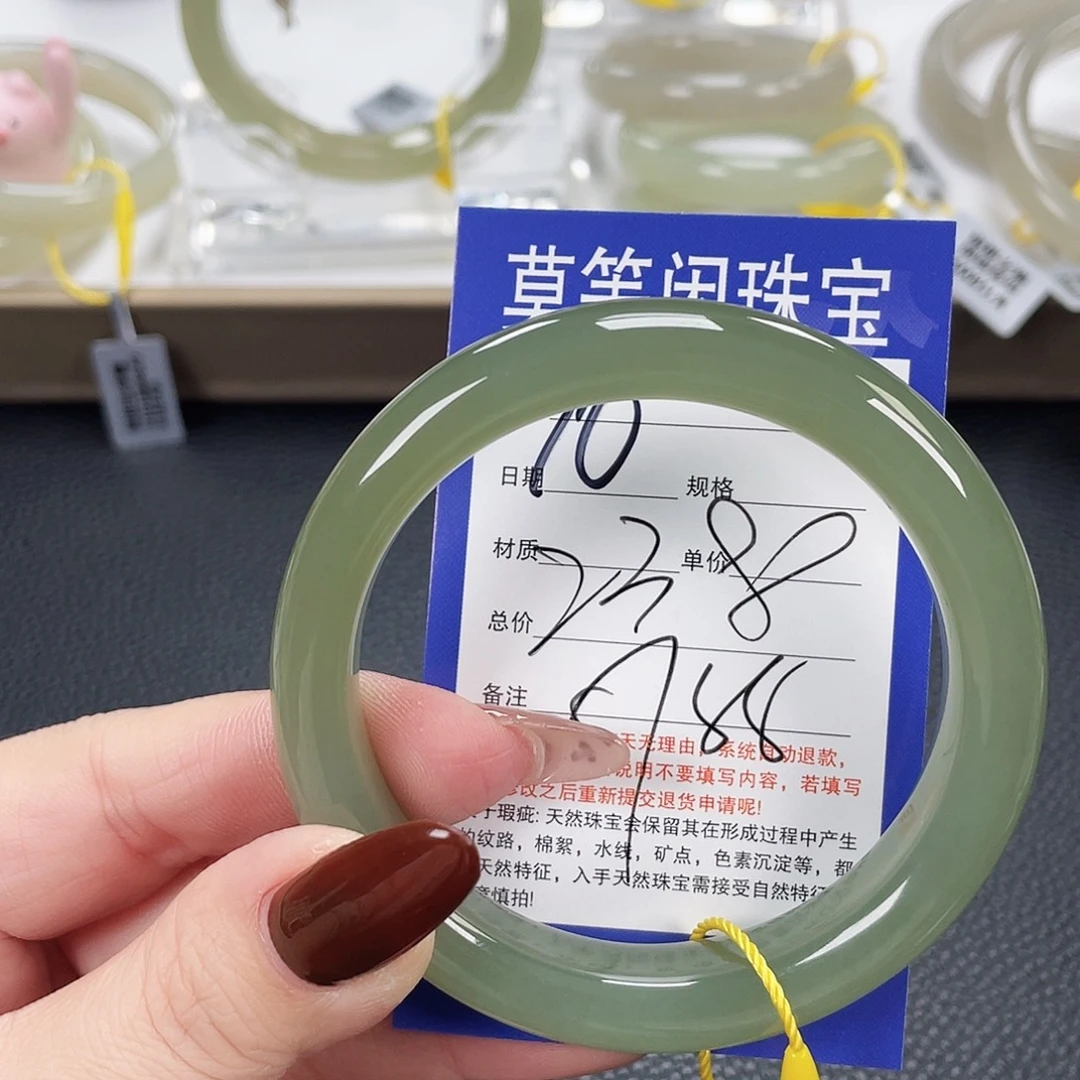 草笑闲珠宝
10
日期 规格
材质 单价
238
总价
988
备注
天无理由 系统自动退款,
说明不要填写内容,若填写
改之后重新提交退货申请呢!
于瑕疵: 天然珠宝会保留其在形成过程中产生
的纹路,棉絮,水线,矿点,色素沉淀等,都
天然特征,入手天然珠宝需接受自然特征
慎拍!